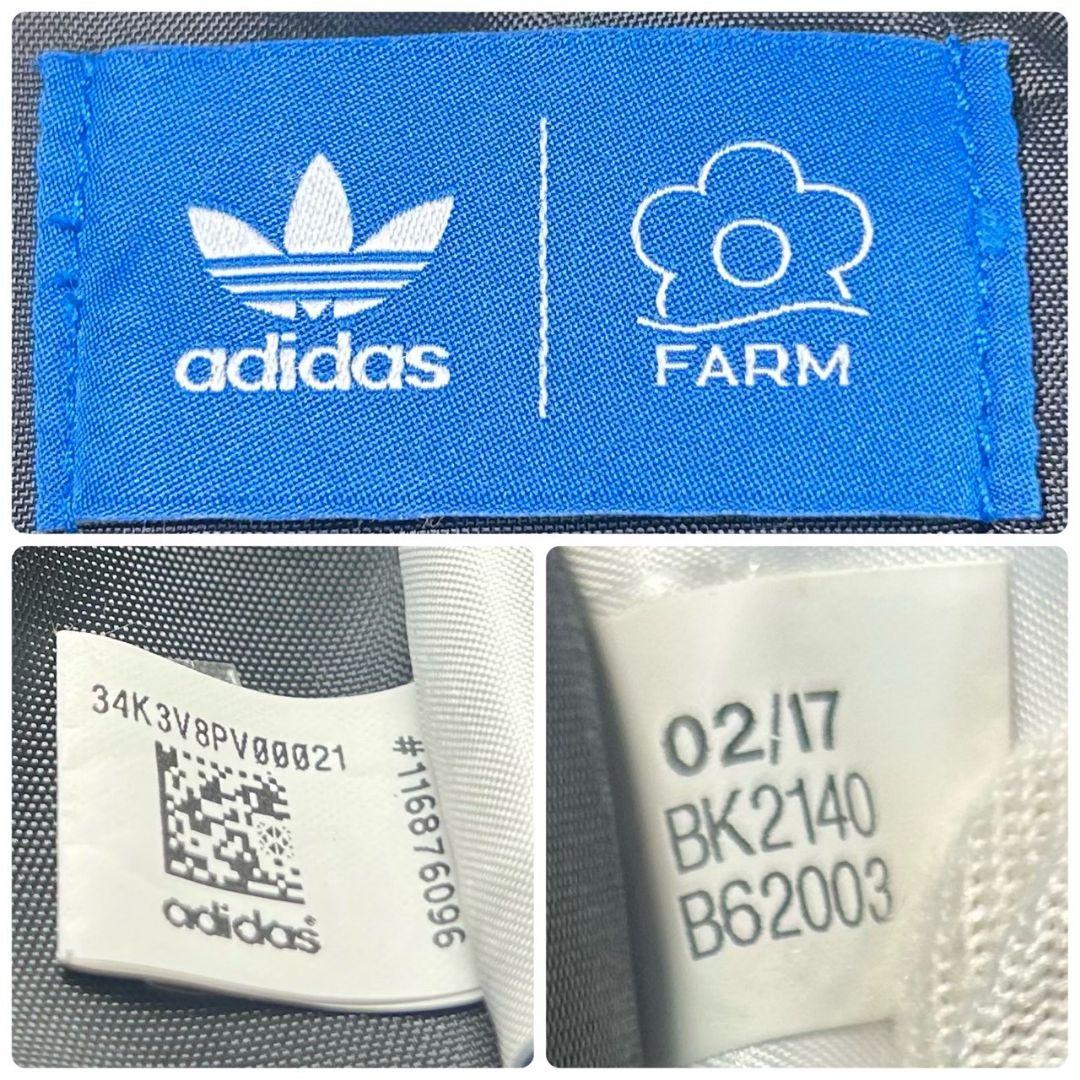 adidas
FARM
34K3V8PV00021
#116876096
adidas
02/17
BK2140
B62003